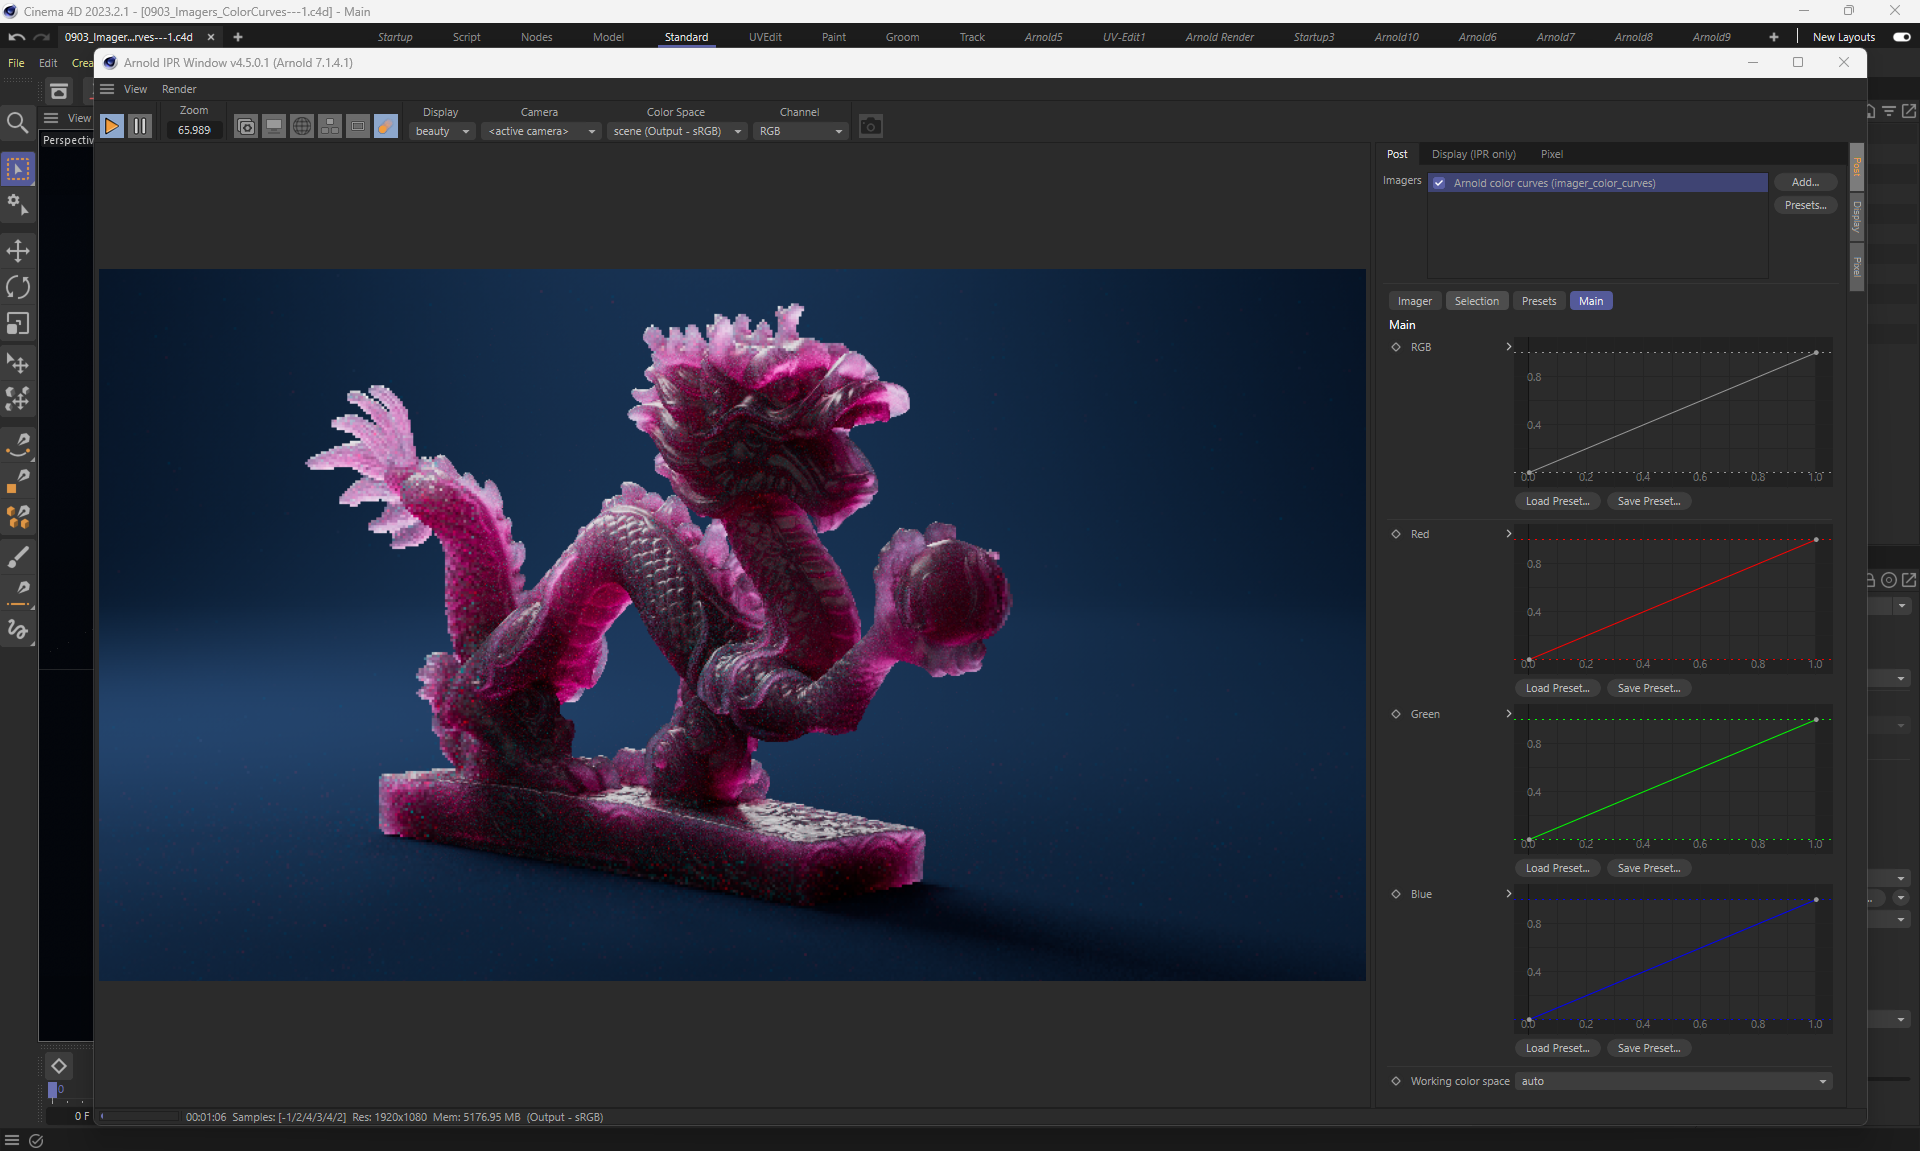 Cinema 4D 2023.2.1 - [0903_Imagers_ColorCurves---1.c4d] - Main
0903_Imager...rves---1.c4d
Startup Script Nodes Model Standard UVEdit Paint Groom Track Arnold5 UV-Edit1 Arnold Render Startup3 Arnold10 Arnold6 Arnold7 Arnold8 Arnold9 New Layouts
File Edit Crea
Arnold IPR Window v4.5.0.1 (Arnold 7.1.4.1)
View Render
Zoom Display Camera Color Space Channel
65.989 beauty <active camera> scene (Output - sRGB) RGB
View
Perspectiv
Post Display (IPR only) Pixel
Imagers Arnold color curves (imager_color_curves) Add...
Presets...
Post
Display
Pixel
Imager Selection Presets Main
Main
RGB
0.8
0.4
0.0 0.2 0.4 0.6 0.8 1.0
Load Preset... Save Preset...
Red
0.8
0.4
0.0 0.2 0.4 0.6 0.8 1.0
Load Preset... Save Preset...
Green
0.8
0.4
0.0 0.2 0.4 0.6 0.8 1.0
Load Preset... Save Preset...
Blue
0.8
0.4
0.0 0.2 0.4 0.6 0.8 1.0
Load Preset... Save Preset...
Working color space auto
0
0 F
00:01:06 Samples: [-1/2/4/3/4/2] Res: 1920x1080 Mem: 5176.95 MB (Output - sRGB)